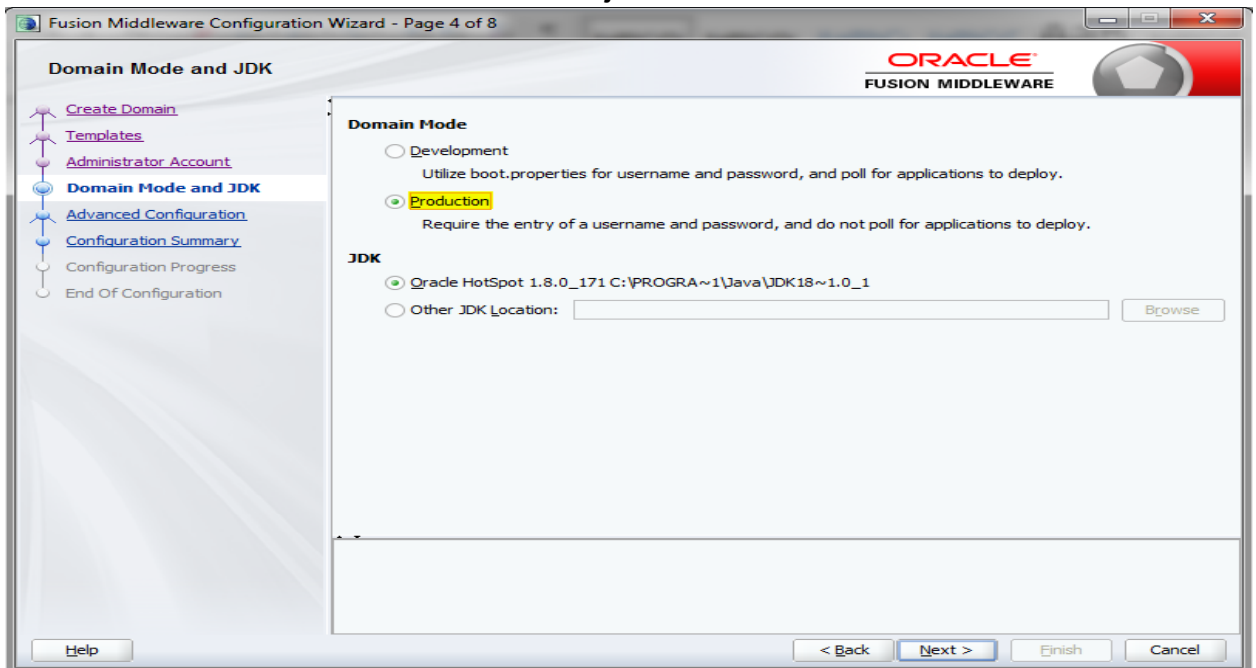 Fusion Middleware Configuration Wizard - Page 4 of 8
Domain Mode and JDK
ORACLE
FUSION MIDDLEWARE
Create Domain
Templates
Administrator Account
Domain Mode and JDK
Advanced Configuration
Configuration Summary
Configuration Progress
End Of Configuration
Domain Mode
Development
Utilize boot.properties for username and password, and poll for applications to deploy.
Production
Require the entry of a username and password, and do not poll for applications to deploy.
JDK
Oracle HotSpot 1.8.0_171 C:\PROGRA~1\Java\JDK18~1.0_1
Other JDK Location:
Browse
Help
< Back
Next >
Finish
Cancel